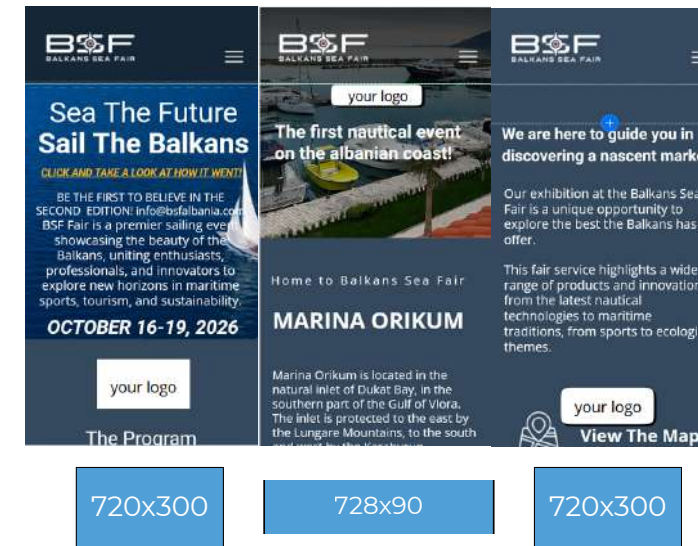 BSF
BALKANS SEA FAIR
Sea The Future
Sail The Balkans
CLICK AND TAKE A LOOK AT HOW IT WENT!
BE THE FIRST TO BELIEVE IN THE
SECOND EDITION: info@bsfalbania.com
BSF Fair is a premier sailing event
showcasing the beauty of the
Balkans, uniting enthusiasts,
professionals, and innovators to
explore new horizons in maritime
sports, tourism, and sustainability.
OCTOBER 16-19, 2026
your logo
The Program
720x300
BSF
BALKANS SEA FAIR
your logo
The first nautical event
on the albanian coast!
Home to Balkans Sea Fair
MARINA ORIKUM
Marina Orikum is located in the
natural inlet of Dukat Bay, in the
southern part of the Gulf of Vlora.
The inlet is protected to the east by
the Lungare Mountains, to the south
728x90
BSF
BALKANS SEA FAIR
We are here to guide you in
discovering a nascent mark
Our exhibition at the Balkans Sea
Fair is a unique opportunity to
explore the best the Balkans has
offer.
This fair service highlights a wide
range of products and innovation
from the latest nautical
technologies to maritime
traditions, from sports to ecologi
themes.
your logo
View The Map
720x300